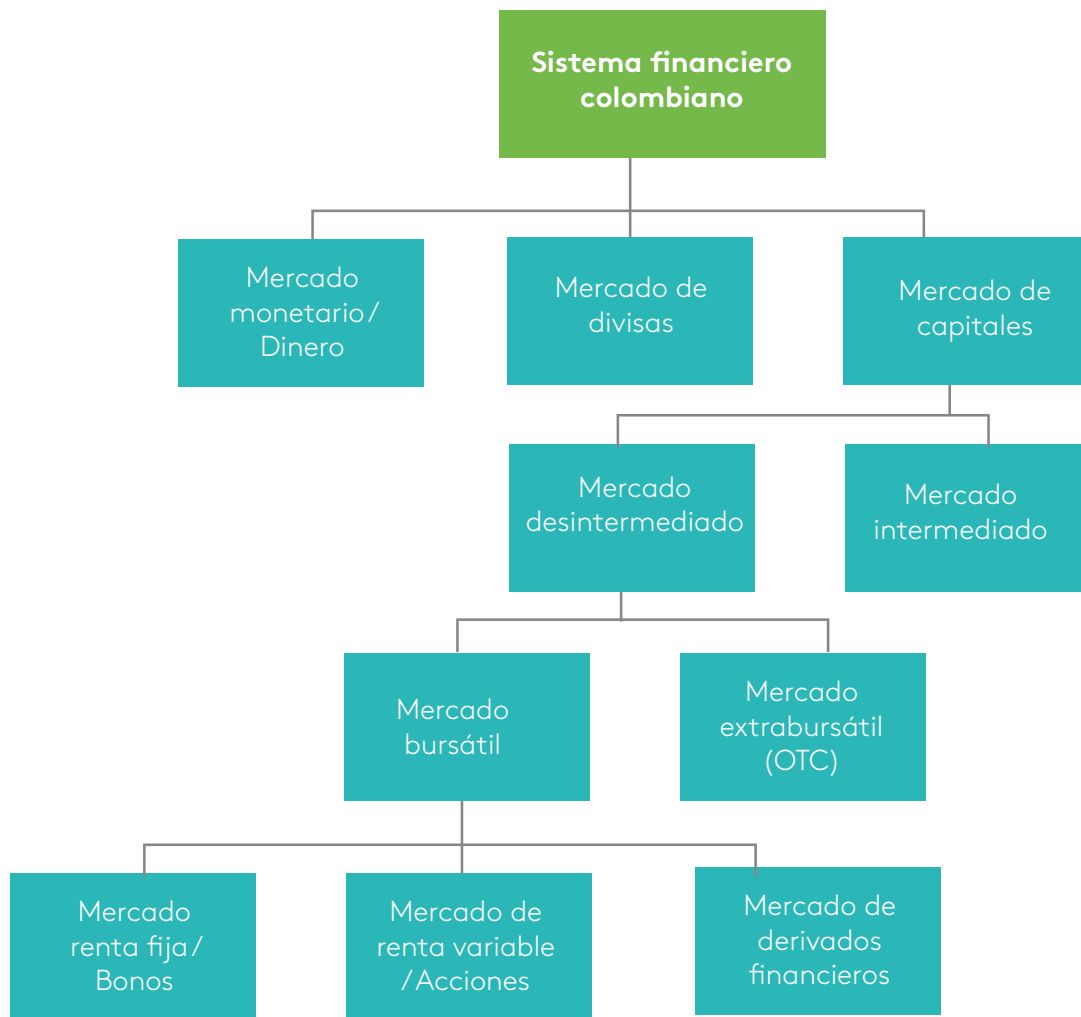 Sistema financiero
colombiano
Mercado
monetario /
Dinero
Mercado de
divisas
Mercado de
capitales
Mercado
desintermediado
Mercado
intermediado
Mercado
bursátil
Mercado
extrabursátil
(OTC)
Mercado
renta fija /
Bonos
Mercado de
renta variable
/ Acciones
Mercado de
derivados
financieros